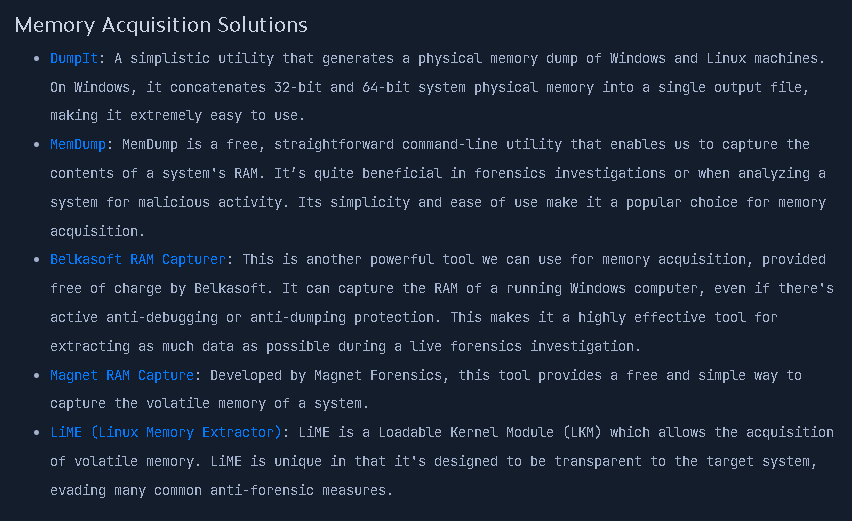 Memory Acquisition Solutions
• DumpIt: A simplistic utility that generates a physical memory dump of Windows and Linux machines.
On Windows, it concatenates 32-bit and 64-bit system physical memory into a single output file,
making it extremely easy to use.
• MemDump: MemDump is a free, straightforward command-line utility that enables us to capture the
contents of a system's RAM. It’s quite beneficial in forensics investigations or when analyzing a
system for malicious activity. Its simplicity and ease of use make it a popular choice for memory
acquisition.
• Belkasoft RAM Capturer: This is another powerful tool we can use for memory acquisition, provided
free of charge by Belkasoft. It can capture the RAM of a running Windows computer, even if there's
active anti-debugging or anti-dumping protection. This makes it a highly effective tool for
extracting as much data as possible during a live forensics investigation.
• Magnet RAM Capture: Developed by Magnet Forensics, this tool provides a free and simple way to
capture the volatile memory of a system.
• LiME (Linux Memory Extractor): LiME is a Loadable Kernel Module (LKM) which allows the acquisition
of volatile memory. LiME is unique in that it's designed to be transparent to the target system,
evading many common anti-forensic measures.